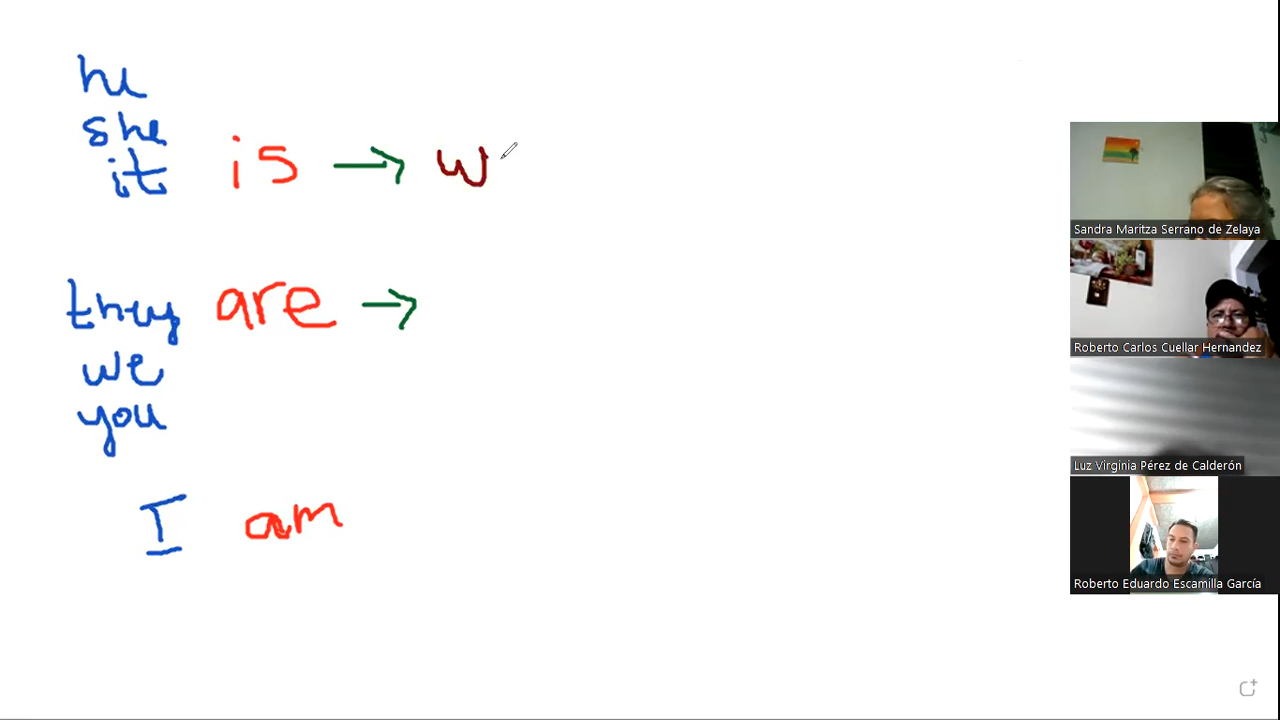 he
she
it is → w
they are →
we
you
I am
Sandra Maritza Serrano de Zelaya
Roberto Carlos Cuellar Hernandez
Luz Virginia Pérez de Calderón
Roberto Eduardo Escamilla García